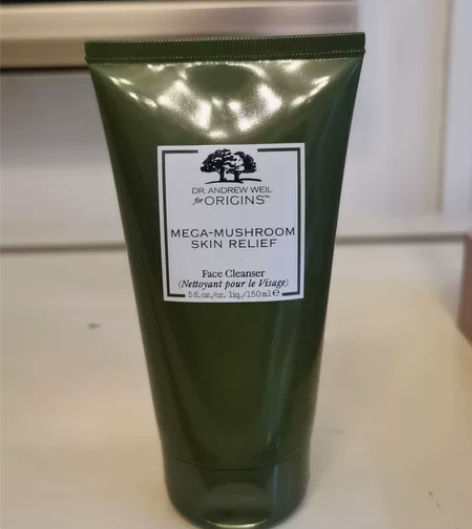 DR. ANDREW WEIL
for ORIGINS™
MEGA-MUSHROOM
SKIN RELIEF
Face Cleanser
(Nettoyant pour le Visage)
5 fl.oz./oz. liq./150 ml ℮